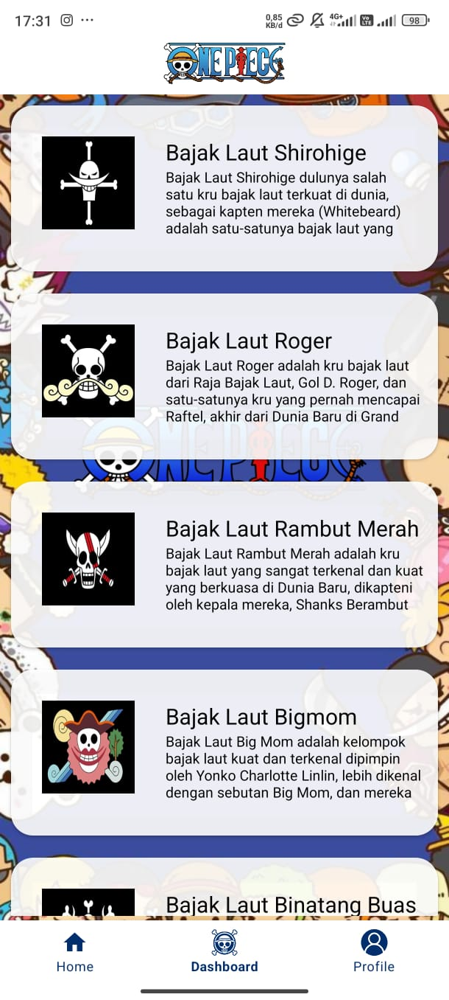 17:31
0,85
KB/d
4G+
Vo
LTE
98
ONE PIECE
Bajak Laut Shirohige
Bajak Laut Shirohige dulunya salah
satu kru bajak laut terkuat di dunia,
sebagai kapten mereka (Whitebeard)
adalah satu-satunya bajak laut yang
Bajak Laut Roger
Bajak Laut Roger adalah kru bajak laut
dari Raja Bajak Laut, Gol D. Roger, dan
satu-satunya kru yang pernah mencapai
Raftel, akhir dari Dunia Baru di Grand
ONE PIECE
Bajak Laut Rambut Merah
Bajak Laut Rambut Merah adalah kru
bajak laut yang sangat terkenal dan kuat
yang berkuasa di Dunia Baru, dikapteni
oleh kepala mereka, Shanks Berambut
Bajak Laut Bigmom
Bajak Laut Big Mom adalah kelompok
bajak laut kuat dan terkenal dipimpin
oleh Yonko Charlotte Linlin, lebih dikenal
dengan sebutan Big Mom, dan mereka
Bajak Laut Binatang Buas
Home
Dashboard
Profile